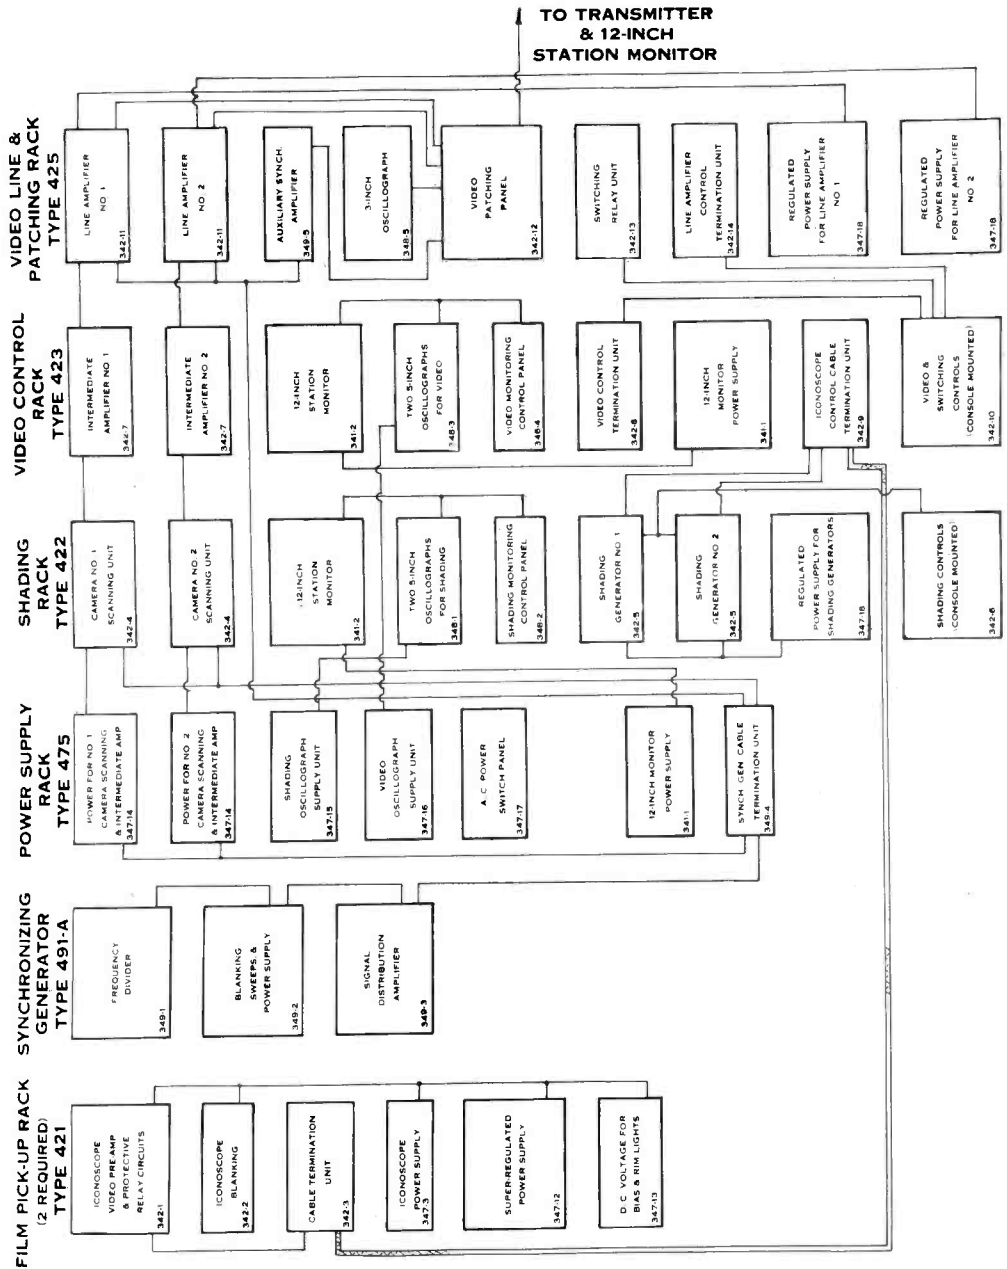 TO TRANSMITTER
& 12-INCH
STATION MONITOR
FILM PICK-UP RACK
(2 REQUIRED)
TYPE 421
ICONOSCOPE
VIDEO PRE-AMP
& PROTECTIVE
RELAY CIRCUITS
342-1
ICONOSCOPE
BLANKING
342-2
CABLE TERMINATION
UNIT
342-3
ICONOSCOPE
POWER SUPPLY
347-3
SUPER-REGULATED
POWER SUPPLY
347-12
D.C VOLTAGE FOR
BIAS & RIM LIGHTS
347-13
SYNCHRONIZING
GENERATOR
TYPE 491-A
FREQUENCY
DIVIDER
349-1
BLANKING
SWEEPS, &
POWER SUPPLY
349-2
SIGNAL
DISTRIBUTION
AMPLIFIER
349-3
POWER SUPPLY
RACK
TYPE 475
POWER FOR NO 1
CAMERA SCANNING
& INTERMEDIATE AMP
347-14
POWER FOR NO 2
CAMERA SCANNING
& INTERMEDIATE AMP
347-14
SHADING
OSCILLOGRAPH
SUPPLY UNIT
347-15
VIDEO
OSCILLOGRAPH
SUPPLY UNIT
347-16
A.C POWER
SWITCH PANEL
347-17
12-INCH MONITOR
POWER SUPPLY
341-1
SYNCH GEN CABLE
TERMINATION UNIT
349-4
SHADING
RACK
TYPE 422
CAMERA NO 1
SCANNING UNIT
342-4
CAMERA NO 2
SCANNING UNIT
342-4
12-INCH
STATION
MONITOR
341-2
TWO 5-INCH
OSCILLOGRAPHS
FOR SHADING
348-1
SHADING MONITORING
CONTROL PANEL
348-2
SHADING
GENERATOR NO 1
342-5
SHADING
GENERATOR NO 2
342-5
REGULATED
POWER SUPPLY FOR
SHADING GENERATORS
347-18
SHADING CONTROLS
(CONSOLE MOUNTED)
342-6
VIDEO CONTROL
RACK
TYPE 423
INTERMEDIATE
AMPLIFIER NO 1
342-7
INTERMEDIATE
AMPLIFIER NO 2
342-7
12-INCH
STATION
MONITOR
341-2
TWO 5-INCH
OSCILLOGRAPHS
FOR VIDEO
348-3
VIDEO MONITORING
CONTROL PANEL
348-4
VIDEO CONTROL
TERMINATION UNIT
342-8
12-INCH
MONITOR
POWER SUPPLY
341-1
ICONOSCOPE
CONTROL CABLE
TERMINATION UNIT
342-9
VIDEO &
SWITCHING
CONTROLS
(CONSOLE MOUNTED)
342-10
VIDEO LINE &
PATCHING RACK
TYPE 425
LINE AMPLIFIER
NO 1
342-11
LINE AMPLIFIER
NO. 2
342-11
AUXILIARY SYNCH.
AMPLIFIER
349-5
3-INCH
OSCILLOGRAPH
348-5
VIDEO
PATCHING
PANEL
342-12
SWITCHING
RELAY UNIT
342-13
LINE AMPLIFIER
CONTROL
TERMINATION UNIT
342-14
REGULATED
POWER SUPPLY
FOR LINE AMPLIFIER
NO 1
347-18
REGULATED
POWER SUPPLY
FOR LINE AMPLIFIER
NO 2
347-18